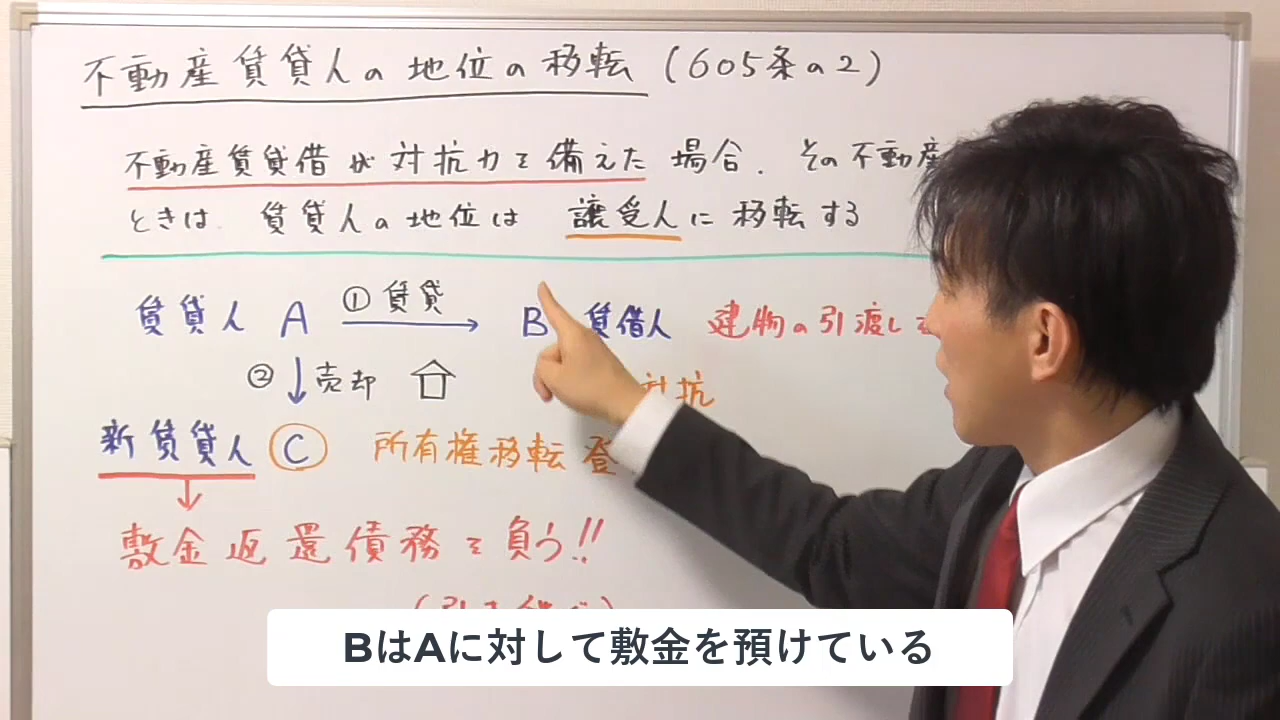 不動産賃貸人の地位の移転(605条の2)
不動産賃貸借が対抗力を備えた場合、その不動産
ときは、賃貸人の地位は 譲受人に移転する
賃貸人 A ①賃貸 B 賃借人 建物の引渡し
②売却 対抗
新賃貸人 C 所有権移転登
敷金返還債務を負う!!
BはAに対して敷金を預けている